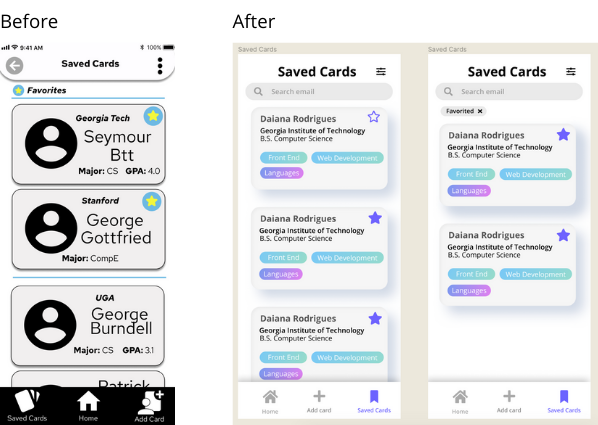 Before
After
9:41 AM
100%
Saved Cards
Favorites
Georgia Tech
Seymour
Btt
Major: CS GPA: 4.0
Stanford
George
Gottfried
Major: CompE
UGA
George
Burndell
Major: CS GPA: 3.1
Patrick
Saved Cards
Home
Add Card
Saved Cards
Saved Cards
Search email
Daiana Rodrigues
Georgia Institute of Technology
B.S. Computer Science
Front End
Web Development
Languages
Daiana Rodrigues
Georgia Institute of Technology
B.S. Computer Science
Front End
Web Development
Languages
Daiana Rodrigues
Georgia Institute of Technology
B.S. Computer Science
Front End
Web Development
Languages
Home
Add card
Saved Cards
Saved Cards
Saved Cards
Search email
Favorited ×
Daiana Rodrigues
Georgia Institute of Technology
B.S. Computer Science
Front End
Web Development
Languages
Daiana Rodrigues
Georgia Institute of Technology
B.S. Computer Science
Front End
Web Development
Languages
Home
Add card
Saved Cards